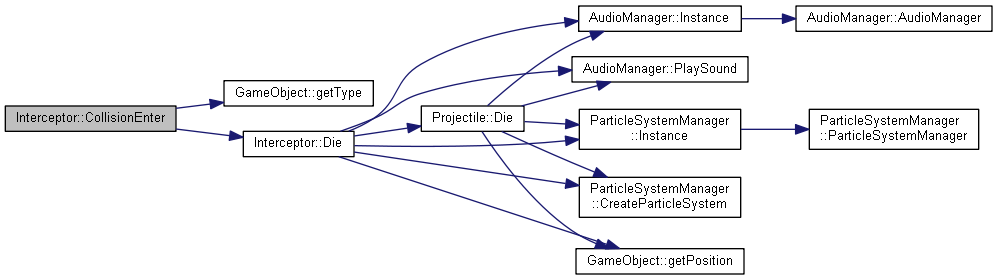 AudioManager::Instance
AudioManager::AudioManager
AudioManager::PlaySound
GameObject::getType
Interceptor::CollisionEnter
Projectile::Die
ParticleSystemManager
::Instance
ParticleSystemManager
::ParticleSystemManager
Interceptor::Die
ParticleSystemManager
::CreateParticleSystem
GameObject::getPosition